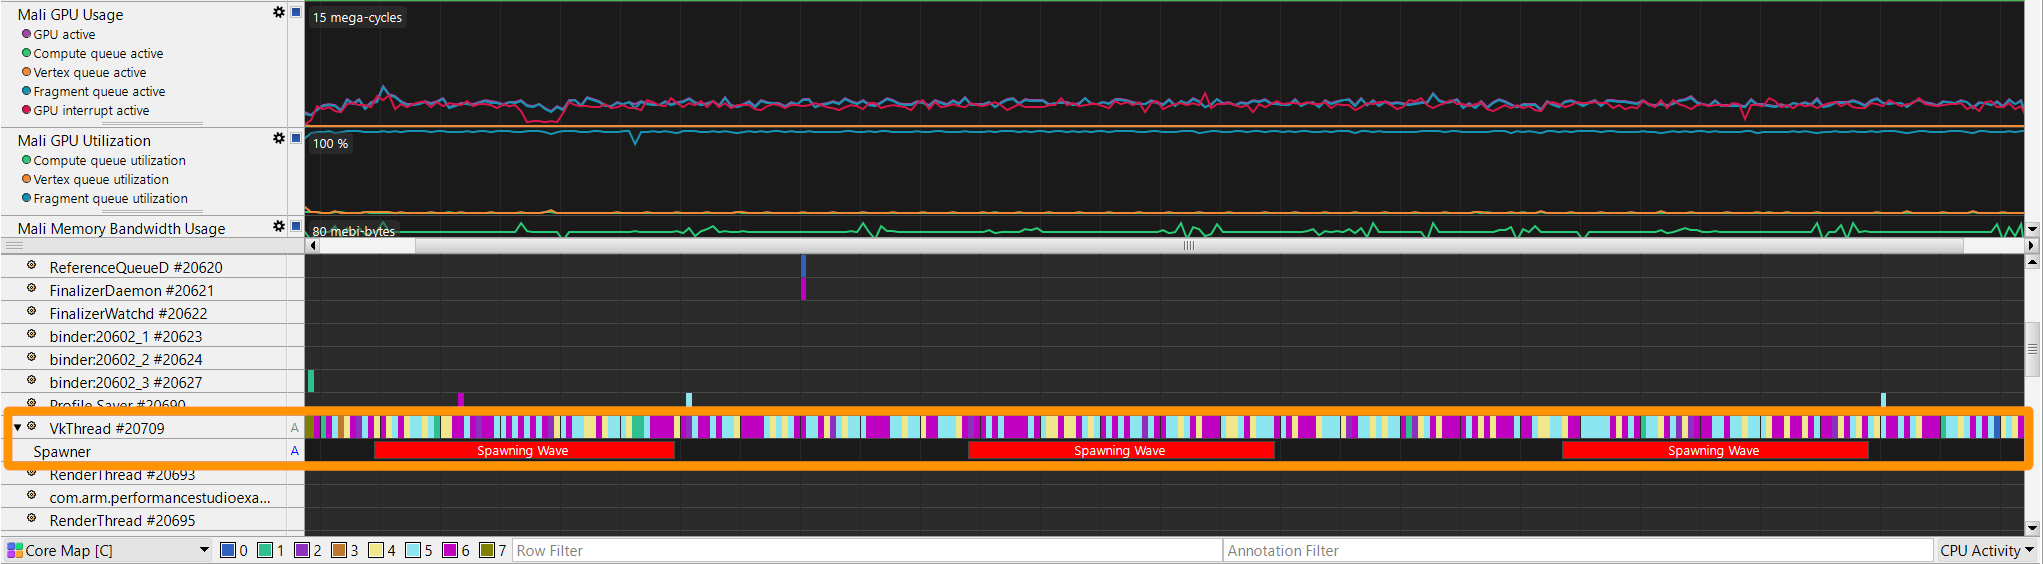 Mali GPU Usage
GPU active
Compute queue active
Vertex queue active
Fragment queue active
GPU interrupt active
15 mega-cycles
Mali GPU Utilization
Compute queue utilization
Vertex queue utilization
Fragment queue utilization
100 %
Mali Memory Bandwidth Usage
80 mebi-bytes
ReferenceQueueD #20620
FinalizerDaemon #20621
FinalizerWatchd #20622
binder:20602_1 #20623
binder:20602_2 #20624
binder:20602_3 #20627
Profile Saver #20690
VkThread #20709 A
Spawner A Spawning Wave Spawning Wave Spawning Wave
RenderThread #20693
com.arm.performancestudioexa...
RenderThread #20695
Core Map [C] 0 1 2 3 4 5 6 7 Row Filter Annotation Filter CPU Activity